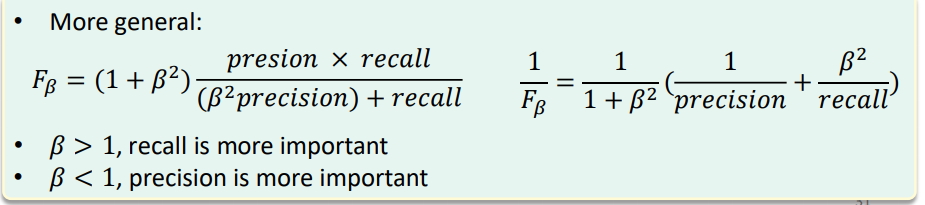 • More general:
F_β = (1 + β²) (presion × recall) / ((β²precision) + recall)    1/F_β = 1/(1 + β²) (1/precision + β²/recall)
• β > 1, recall is more important
• β < 1, precision is more important